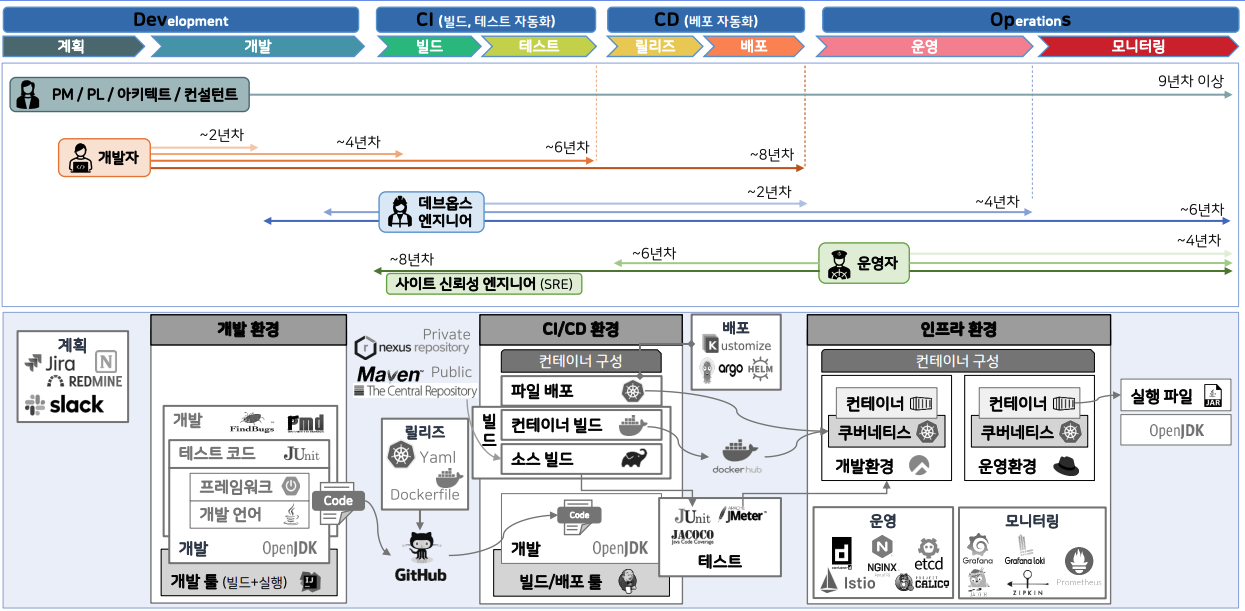 Development
CI (빌드, 테스트 자동화)
CD (베포 자동화)
Operations
계획
개발
빌드
테스트
릴리즈
배포
운영
모니터링
PM / PL / 아키텍트 / 컨설턴트
9년차 이상
개발자
~2년차
~4년차
~6년차
~8년차
데브옵스
엔지니어
~2년차
~4년차
~6년차
~4년차
~6년차
~8년차
운영자
사이트 신뢰성 엔지니어 (SRE)
계획
Jira
N
REDMINE
slack
개발 환경
개발
FindBugs
Pmd
테스트 코드
JUnit
프레임워크
개발 언어
Code
개발
OpenJDK
개발 툴 (빌드+실행)
Private
nexus repository
Maven™
Public
The Central Repository
릴리즈
Yaml
Dockerfile
GitHub
CI/CD 환경
컨테이너 구성
파일 배포
빌드
컨테이너 빌드
소스 빌드
Code
개발
OpenJDK
빌드/배포 툴
배포
Kustomize
argo
HELM
dockerhub
JUnit
JMeter™
JACOCO
Java Code Coverage
테스트
인프라 환경
컨테이너 구성
컨테이너
쿠버네티스
개발환경
컨테이너
쿠버네티스
운영환경
실행 파일
JAR
OpenJDK
운영
d
NGINX
etcd
Istio
PROJECT
CALICO
모니터링
Grafana
Grafana loki
Prometheus
ZIPKIN